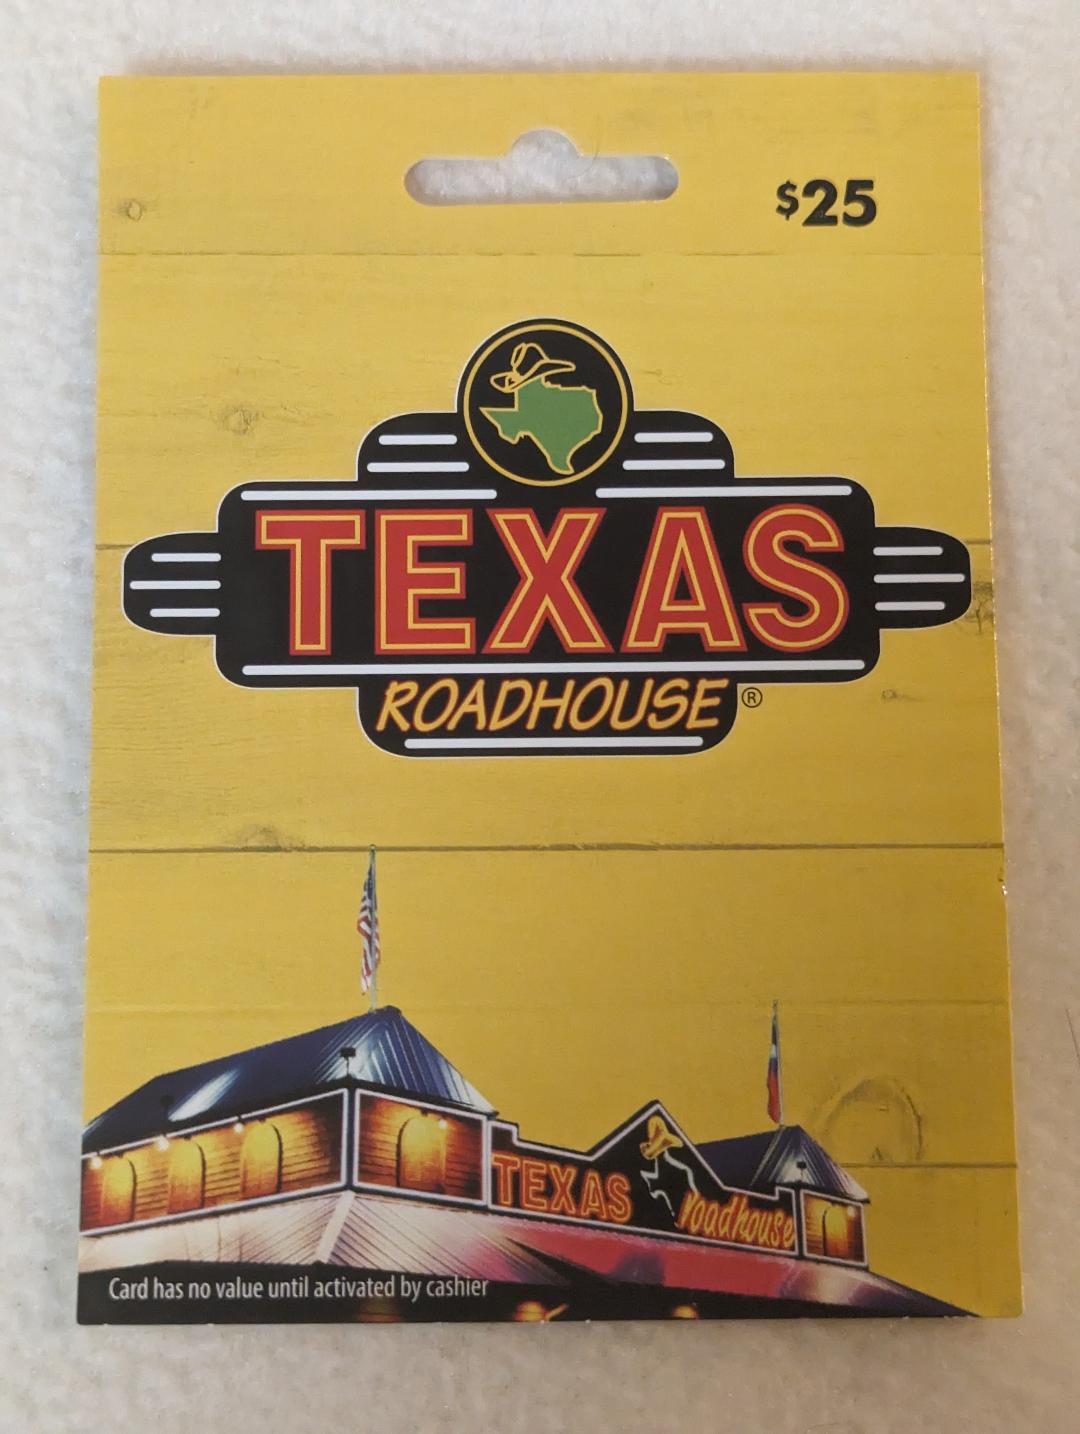 $25
TEXAS
ROADHOUSE®
TEXAS roadhouse
Card has no value until activated by cashier